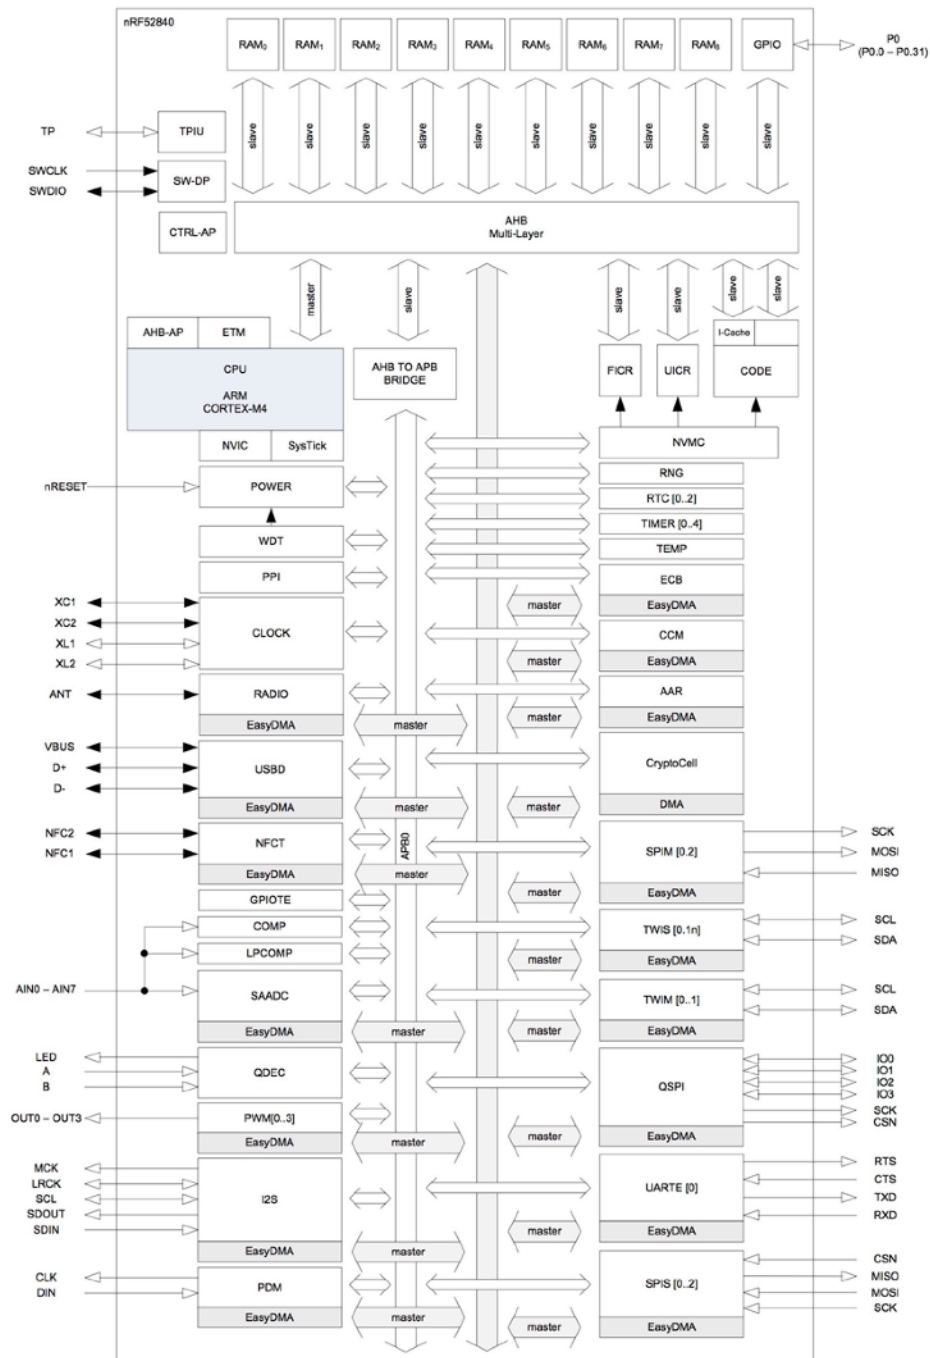 nRF52840
RAM0 RAM1 RAM2 RAM3 RAM4 RAM5 RAM6 RAM7 RAM8 GPIO
P0
(P0.0 – P0.31)
slave slave slave slave slave slave slave slave slave slave
TP TPIU
SWCLK
SWDIO
SW-DP
CTRL-AP
AHB
Multi-Layer
master slave slave slave slave slave
AHB-AP ETM
CPU
ARM
CORTEX-M4
NVIC SysTick
AHB TO APB
BRIDGE
FICR UICR
I-Cache
CODE
NVMC
nRESET POWER
RNG
RTC [0..2]
WDT
TIMER [0..4]
TEMP
PPI
ECB
master EasyDMA
XC1
XC2
XL1
XL2
CLOCK
CCM
master EasyDMA
ANT RADIO
EasyDMA master
AAR
master EasyDMA
VBUS
D+
D-
USBD
EasyDMA master
CryptoCell
master DMA
NFC2
NFC1
NFCT
EasyDMA master
APB0
SPIM [0.2]
master EasyDMA
SCK
MOSI
MISO
GPIOTE
COMP
LPCOMP
TWIS [0.1n]
master EasyDMA
SCL
SDA
AIN0 – AIN7
SAADC
EasyDMA master
TWIM [0..1]
master EasyDMA
SCL
SDA
LED
A
B
QDEC
QSPI
master EasyDMA
IO0
IO1
IO2
IO3
SCK
CSN
OUT0 – OUT3
PWM[0..3]
EasyDMA master
MCK
LRCK
SCL
SDOUT
SDIN
I2S
EasyDMA master
UARTE [0]
master EasyDMA
RTS
CTS
TXD
RXD
CLK
DIN
PDM
EasyDMA master
SPIS [0..2]
master EasyDMA
CSN
MISO
MOSI
SCK